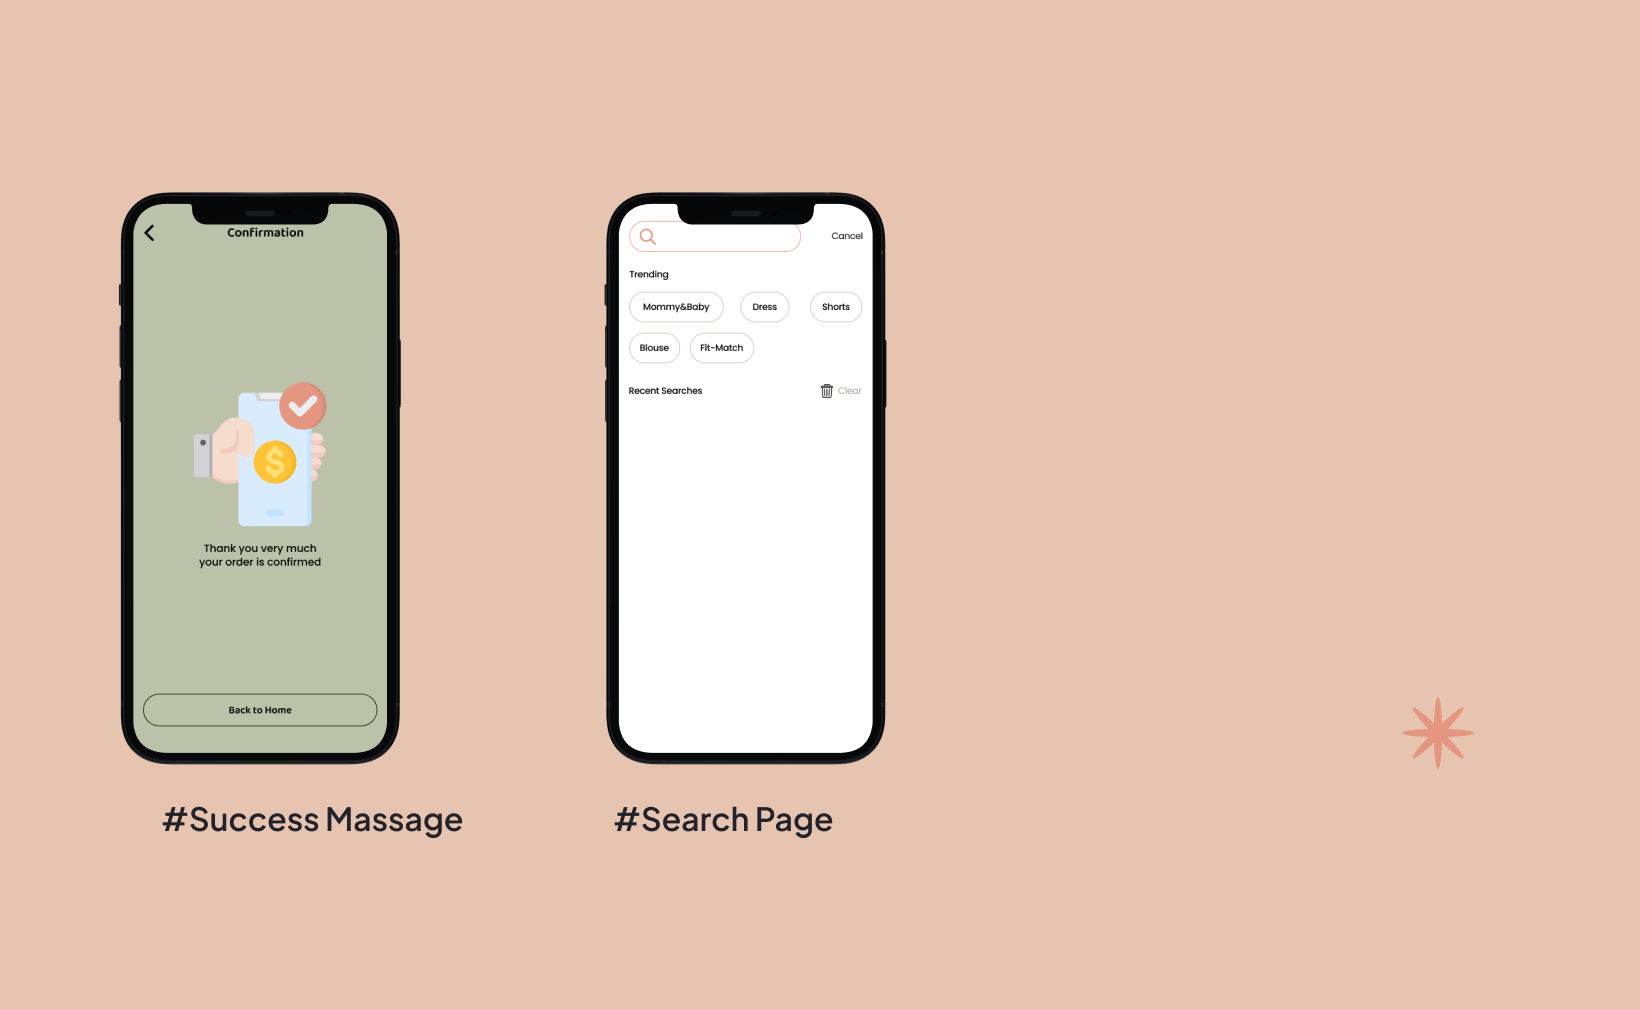 Confirmation
Thank you very much
your order is confirmed
Back to Home
#Success Massage
Cancel
Trending
Mommy&Baby Dress Shorts
Blouse Fit-Match
Recent Searches Clear
#Search Page